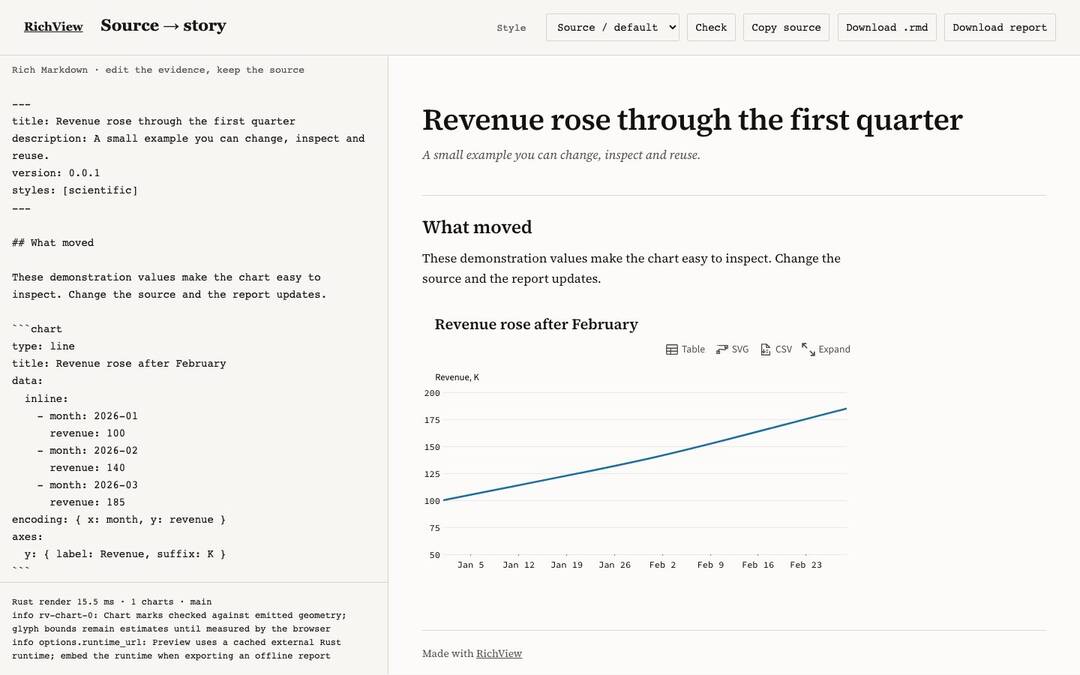 RichView Source → story Style Source / default Check Copy source Download .rmd Download report
Rich Markdown · edit the evidence, keep the source
---
title: Revenue rose through the first quarter
description: A small example you can change, inspect and
reuse.
version: 0.0.1
styles: [scientific]
---
## What moved
These demonstration values make the chart easy to
inspect. Change the source and the report updates.
```chart
type: line
title: Revenue rose after February
data:
  inline:
    - month: 2026-01
      revenue: 100
    - month: 2026-02
      revenue: 140
    - month: 2026-03
      revenue: 185
encoding: { x: month, y: revenue }
axes:
  y: { label: Revenue, suffix: K }
```
Rust render 15.5 ms · 1 charts · main
info rv-chart-0: Chart marks checked against emitted geometry;
glyph bounds remain estimates until measured by the browser
info options.runtime_url: Preview uses a cached external Rust
runtime; embed the runtime when exporting an offline report
Revenue rose through the first quarter
A small example you can change, inspect and reuse.
What moved
These demonstration values make the chart easy to inspect. Change the
source and the report updates.
Revenue rose after February
Table SVG CSV Expand
Revenue, K
200
175
150
125
100
75
50
Jan 5 Jan 12 Jan 19 Jan 26 Feb 2 Feb 9 Feb 16 Feb 23
Made with RichView